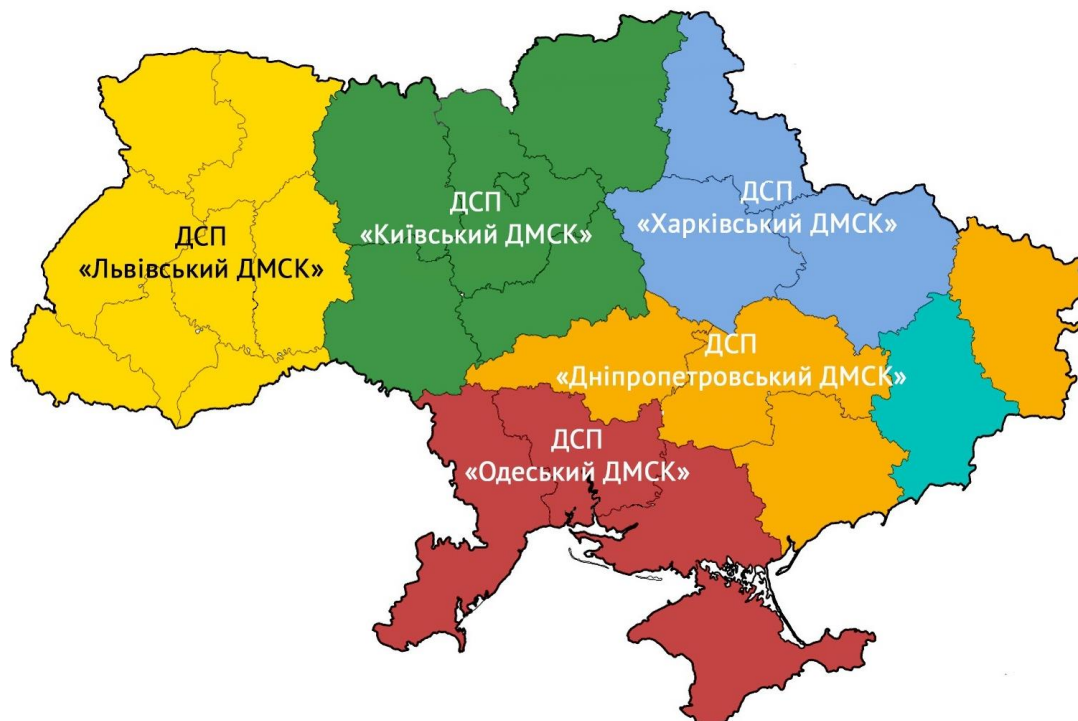 ДСП
«Львівський ДМСК»
ДСП
«Київський ДМСК»
ДСП
«Харківський ДМСК»
ДСП
«Дніпропетровський ДМСК»
ДСП
«Одеський ДМСК»